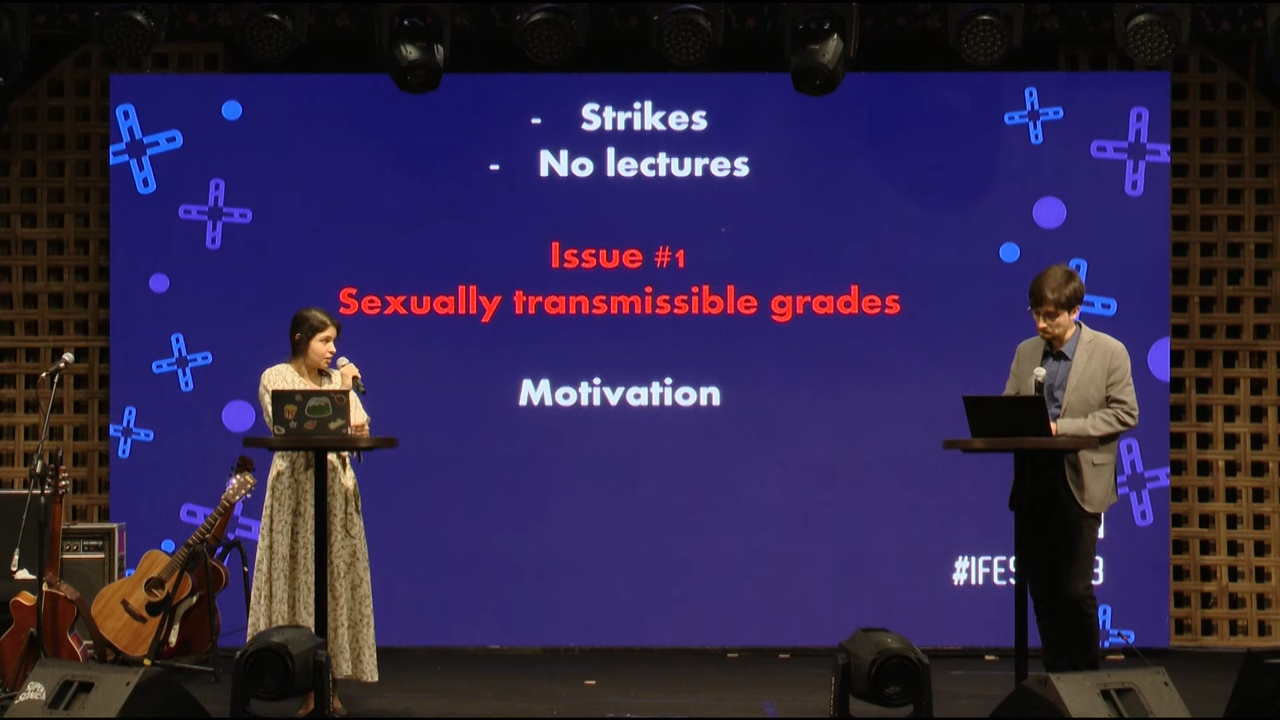 - Strikes
- No lectures
Issue #1
Sexually transmissible grades
Motivation